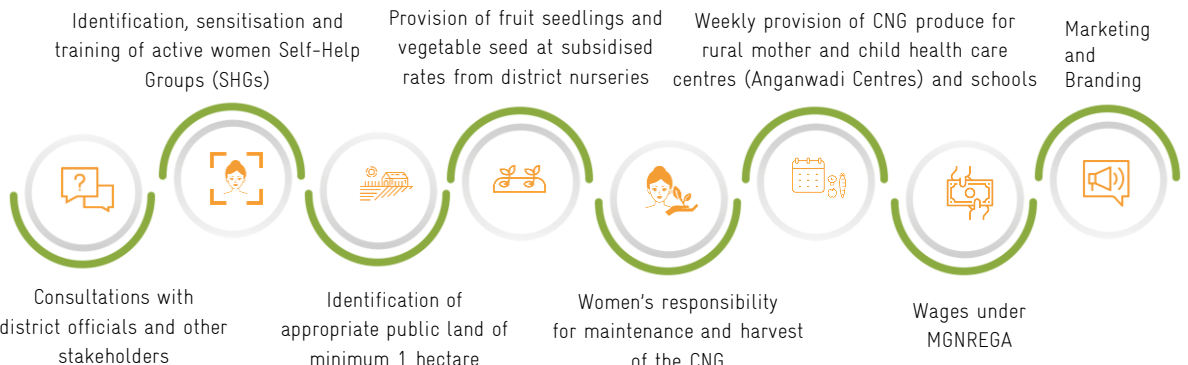 Consultations with
district officials and other
stakeholders
Identification, sensitisation and
training of active women Self-Help
Groups (SHGs)
Identification of
appropriate public land of
minimum 1 hectare
Provision of fruit seedlings and
vegetable seed at subsidised
rates from district nurseries
Women's responsibility
for maintenance and harvest
of the CNG
Weekly provision of CNG produce for
rural mother and child health care
centres (Anganwadi Centres) and schools
Wages under
MGNREGA
Marketing
and
Branding
?